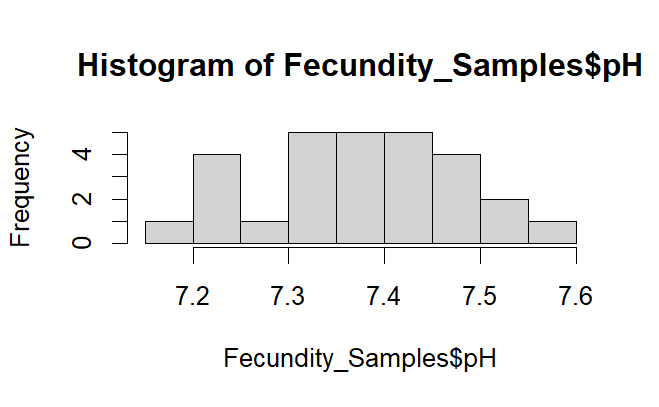 Histogram of Fecundity_Samples$pH
Frequency
4
2
0
7.2 7.3 7.4 7.5 7.6
Fecundity_Samples$pH